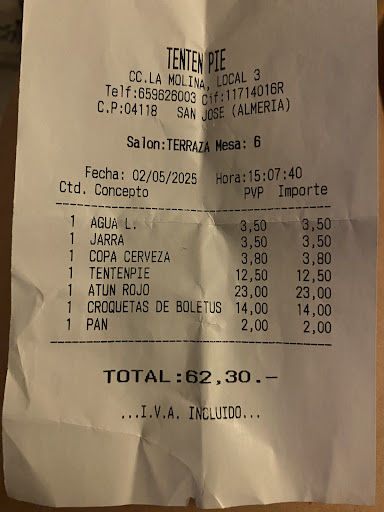 TENTEN PIE
CC.LA MOLINA, LOCAL 3
Telf:659626003 Cif:11714016R
C.P:04118 SAN JOSE (ALMERIA)
Salon:TERRAZA Mesa: 6
Fecha: 02/05/2025 Hora:15:07:40
Ctd. Concepto PVP Importe
1 AGUA L. 3,50 3,50
1 JARRA 3,50 3,50
1 COPA CERVEZA 3,80 3,80
1 TENTENPIE 12,50 12,50
1 ATUN ROJO 23,00 23,00
1 CROQUETAS DE BOLETUS 14,00 14,00
1 PAN 2,00 2,00
TOTAL:62,30.-
...I.V.A. INCLUIDO...